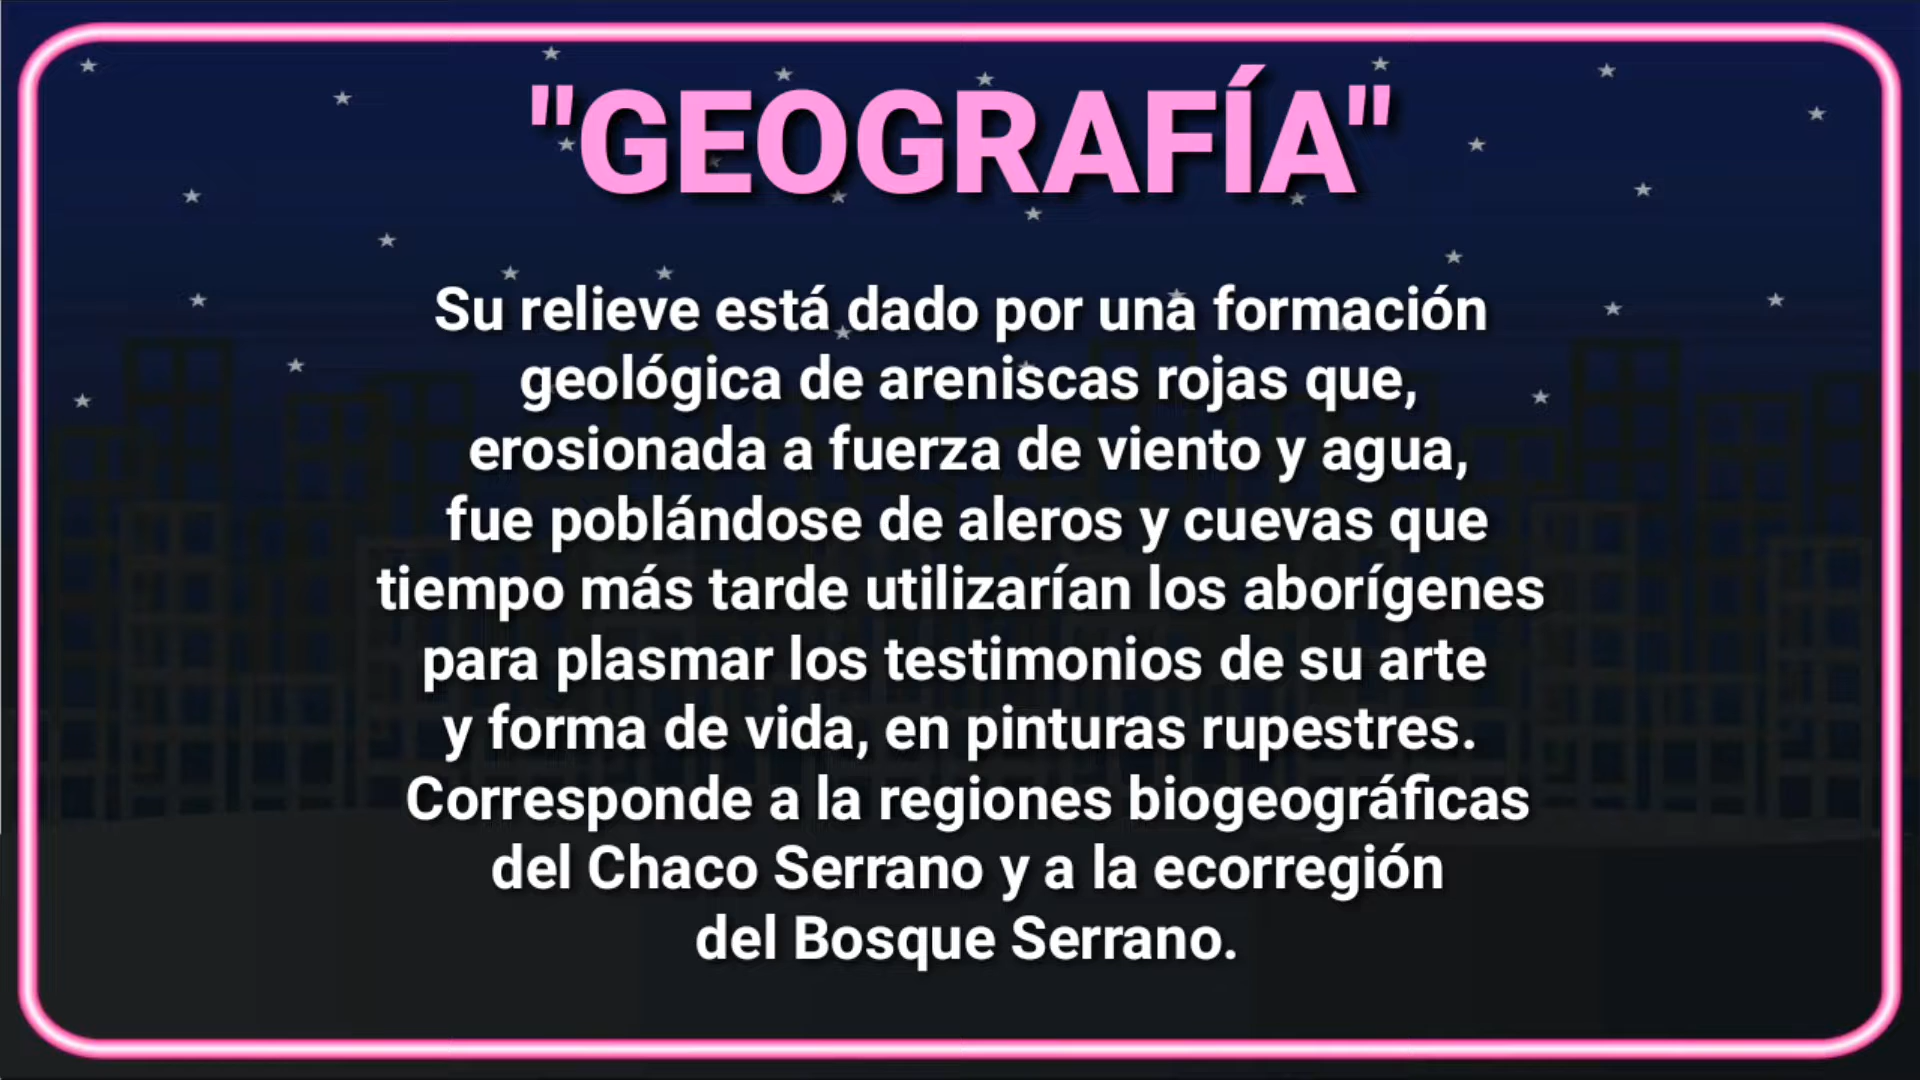 "GEOGRAFÍA"
Su relieve está dado por una formación
geológica de areniscas rojas que,
erosionada a fuerza de viento y agua,
fue poblándose de aleros y cuevas que
tiempo más tarde utilizarían los aborígenes
para plasmar los testimonios de su arte
y forma de vida, en pinturas rupestres.
Corresponde a la regiones biogeográficas
del Chaco Serrano y a la ecorregión
del Bosque Serrano.